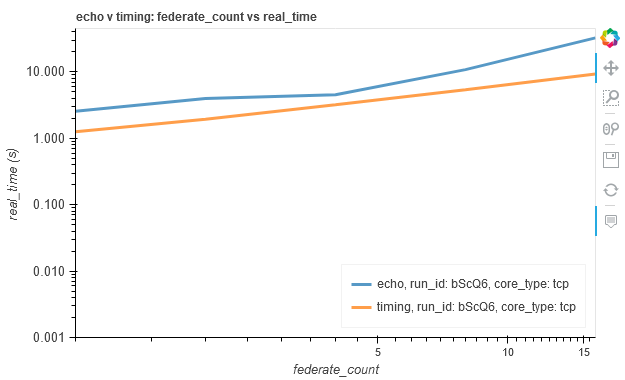 echo v timing: federate_count vs real_time
10.000
1.000
0.100
0.010
0.001
real_time (s)
echo, run_id: bScQ6, core_type: tcp
timing, run_id: bScQ6, core_type: tcp
5
10
15
federate_count